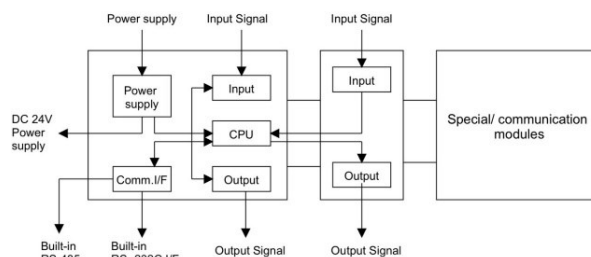 Power supply
Input Signal
Input Signal
Power
supply
Input
Input
DC 24V
Power
supply
CPU
Special/ communication
modules
Comm.I/F
Output
Output
Built-in
Built-in
Output Signal
Output Signal